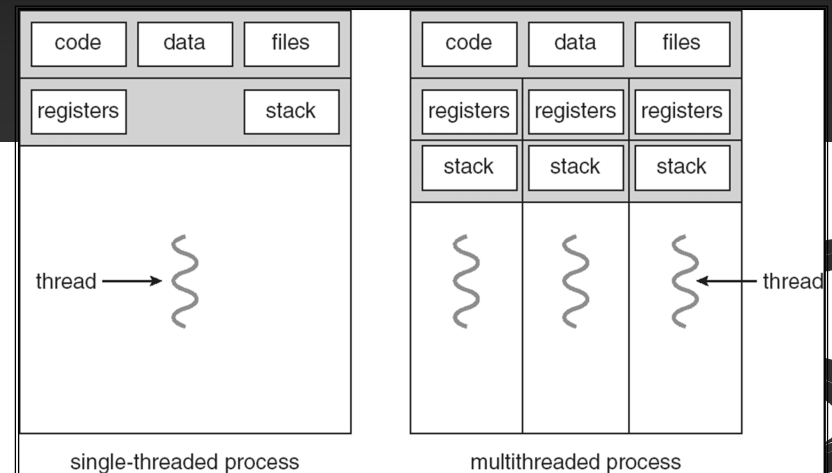 code data files
registers stack
thread
single-threaded process
code data files
registers registers registers
stack stack stack
thread
multithreaded process